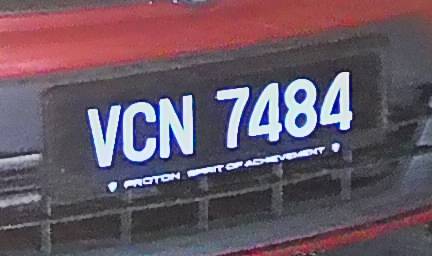 VCN 7484
PROTON SPIRIT OF ACHIEVEMENT